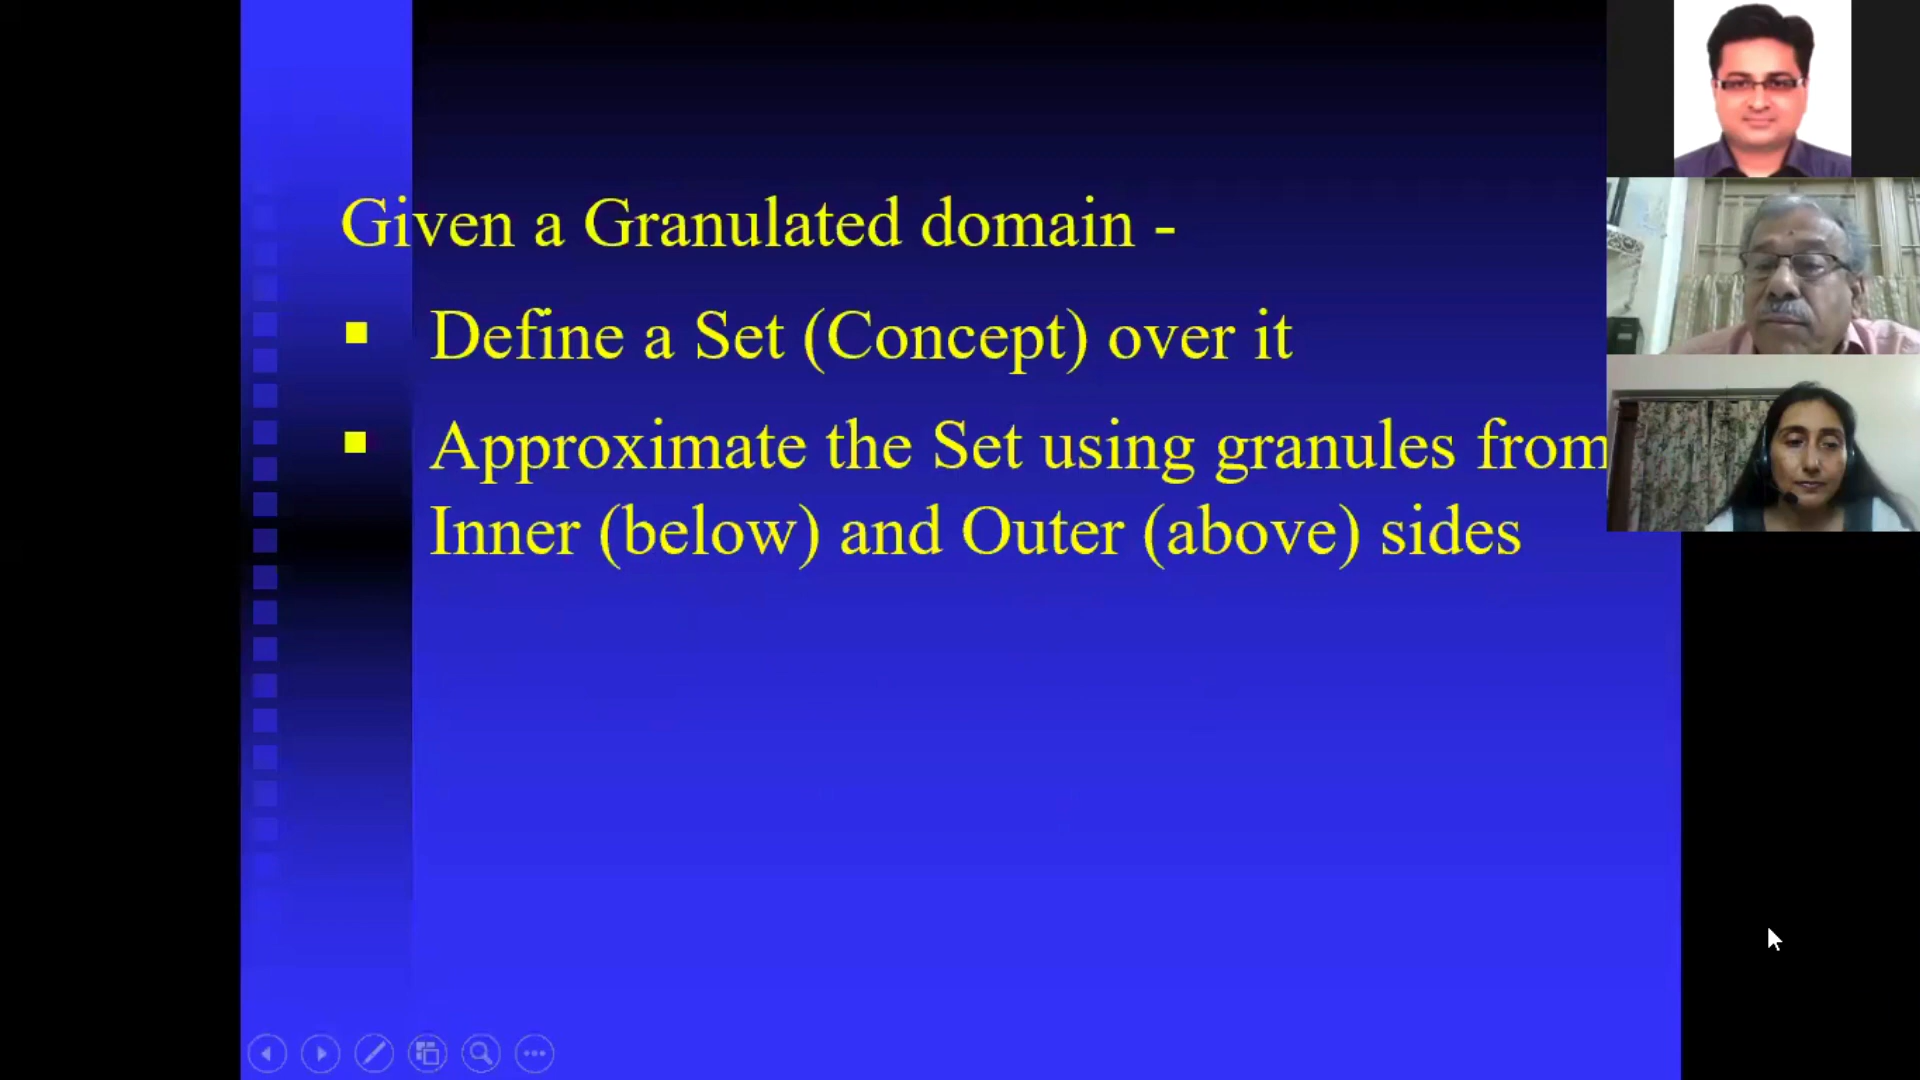 Given a Granulated domain -
Define a Set (Concept) over it
Approximate the Set using granules from
Inner (below) and Outer (above) sides